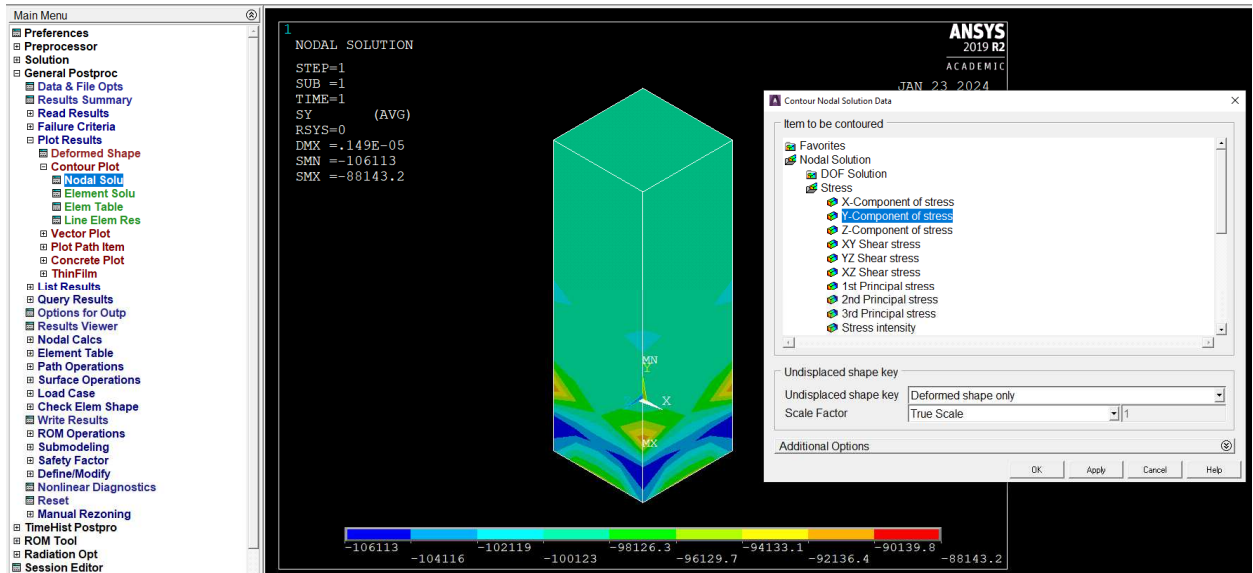 Main Menu
Preferences
Preprocessor
Solution
General Postproc
Data & File Opts
Results Summary
Read Results
Failure Criteria
Plot Results
Deformed Shape
Contour Plot
Nodal Solu
Element Solu
Elem Table
Line Elem Res
Vector Plot
Plot Path Item
Concrete Plot
ThinFilm
List Results
Query Results
Options for Outp
Results Viewer
Nodal Calcs
Element Table
Path Operations
Surface Operations
Load Case
Check Elem Shape
Write Results
ROM Operations
Submodeling
Safety Factor
Define/Modify
Nonlinear Diagnostics
Reset
Manual Rezoning
TimeHist Postpro
ROM Tool
Radiation Opt
Session Editor
1
NODAL SOLUTION
STEP=1
SUB =1
TIME=1
SY (AVG)
RSYS=0
DMX =.149E-05
SMN =-106113
SMX =-88143.2
ANSYS
2019 R2
ACADEMIC
JAN 23 2024
MN
Y
X
MX
-106113 -102119 -98126.3 -94133.1 -90139.8
-104116 -100123 -96129.7 -92136.4 -88143.2
Contour Nodal Solution Data
Item to be contoured
Favorites
Nodal Solution
DOF Solution
Stress
X-Component of stress
Y-Component of stress
Z-Component of stress
XY Shear stress
YZ Shear stress
XZ Shear stress
1st Principal stress
2nd Principal stress
3rd Principal stress
Stress intensity
Undisplaced shape key
Undisplaced shape key Deformed shape only
Scale Factor True Scale 1
Additional Options
OK Apply Cancel Help